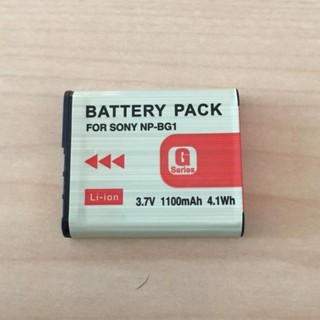 BATTERY PACK
FOR SONY NP-BG1
G
Series
Li-ion
3.7V 1100mAh 4.1Wh